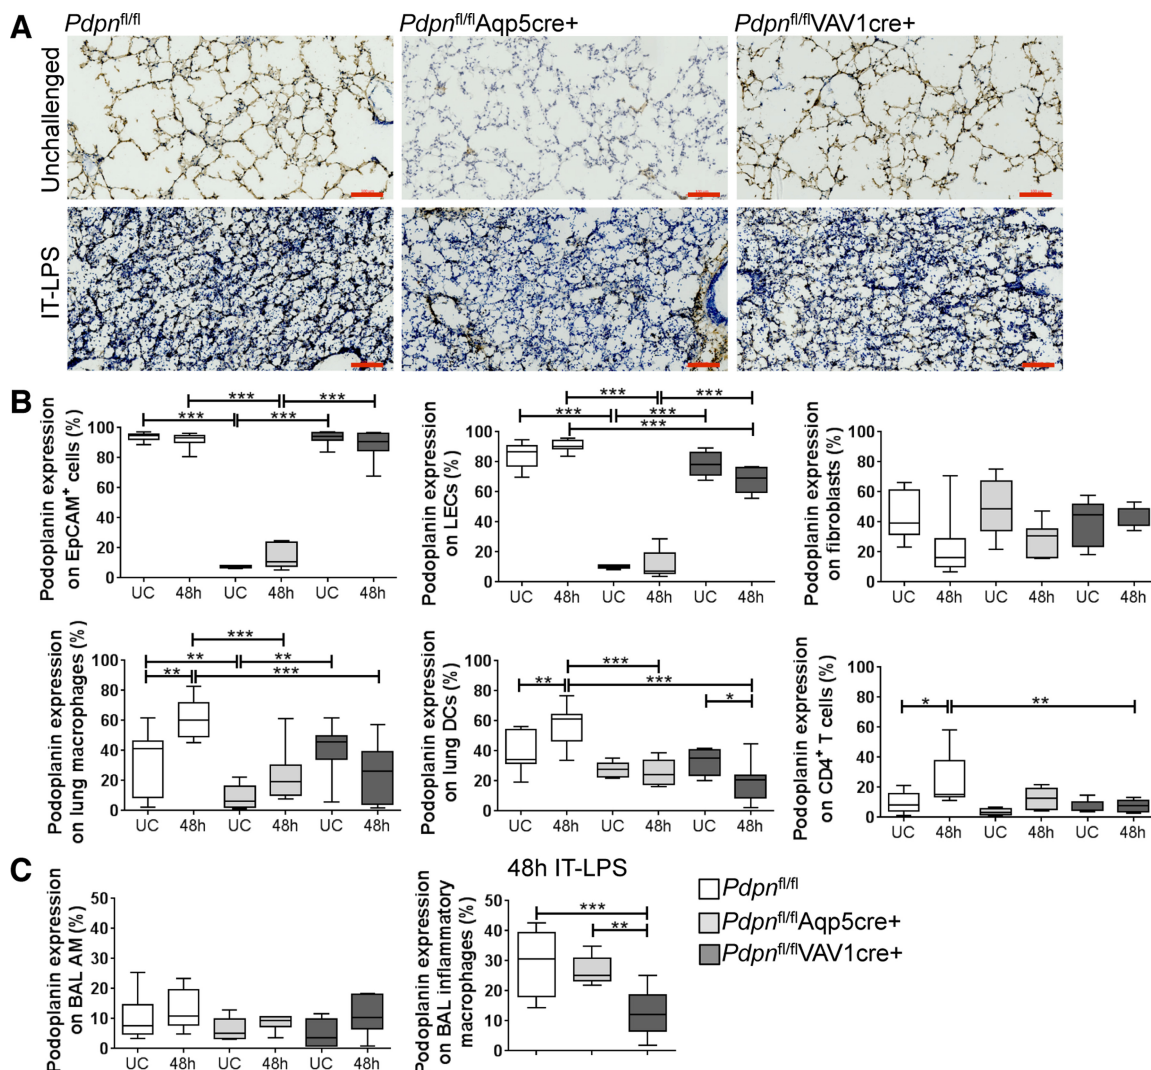 A
Pdpnfl/fl
Pdpnfl/flAqp5cre+
Pdpnfl/flVAV1cre+
Unchallenged
IT-LPS
B
Podoplanin expression
on EpCAM+ cells (%)
100
80
60
40
20
0
UC 48h UC 48h UC 48h
*** *** *** ***
Podoplanin expression
on LECs (%)
100
80
60
40
20
0
UC 48h UC 48h UC 48h
*** *** *** *** ***
Podoplanin expression
on fibroblasts (%)
100
80
60
40
20
0
UC 48h UC 48h UC 48h
Podoplanin expression
on lung macrophages (%)
100
80
60
40
20
0
UC 48h UC 48h UC 48h
*** ** ** ** ***
Podoplanin expression
on lung DCs (%)
100
80
60
40
20
0
UC 48h UC 48h UC 48h
*** ** *** *
Podoplanin expression
on CD4+ T cells (%)
100
80
60
40
20
0
UC 48h UC 48h UC 48h
* **
C
Podoplanin expression
on BAL AM (%)
50
40
30
20
10
0
UC 48h UC 48h UC 48h
48h IT-LPS
Podoplanin expression
on BAL inflammatory
macrophages (%)
50
40
30
20
10
0
***
**
Pdpnfl/fl
Pdpnfl/flAqp5cre+
Pdpnfl/flVAV1cre+